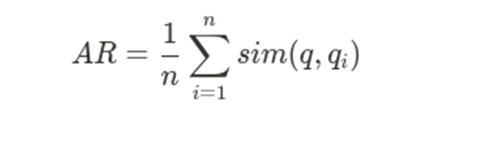 AR = \frac{1}{n} \sum_{i=1}^{n} sim(q, q_i)